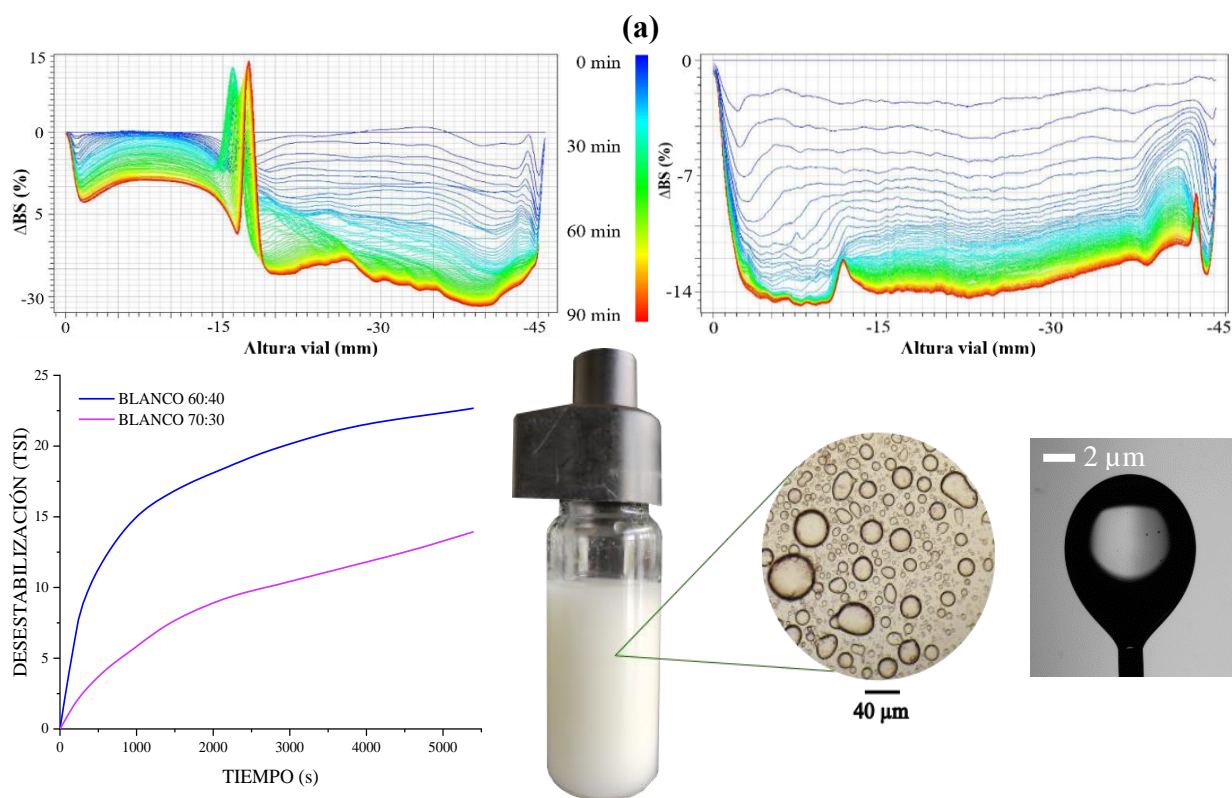 (a)
15
0
5
-30
ΔBS (%)
0
-15
-30
-45
Altura vial (mm)
0 min
30 min
60 min
90 min
0
-7
-14
ΔBS (%)
0
-15
-30
-45
Altura vial (mm)
25
20
15
10
5
0
DESESTABILIZACIÓN (TSI)
BLANCO 60:40
BLANCO 70:30
0
1000
2000
3000
4000
5000
TIEMPO (s)
40 µm
2 µm